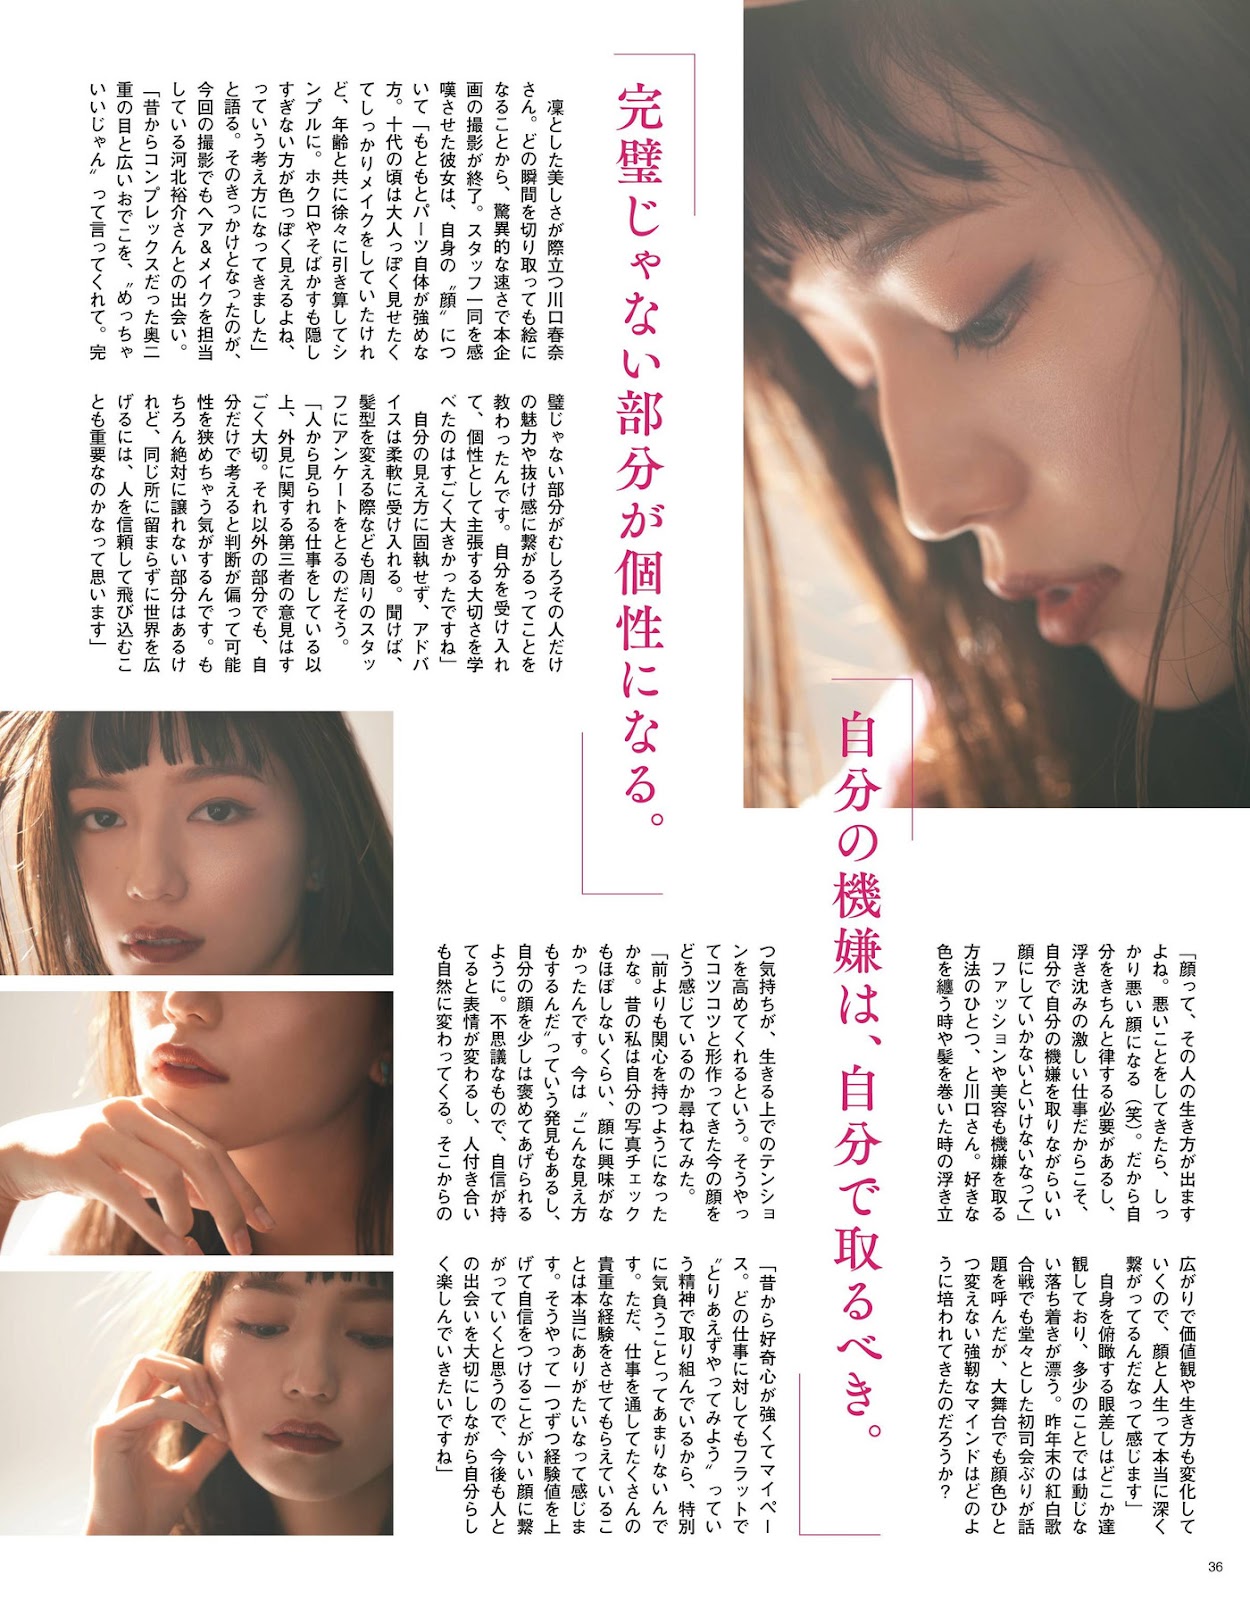 完璧じゃない部分が個性になる。
凜とした美しさが際立つ川口春奈
さん。どの瞬間を切り取っても絵に
なることから、驚異的な速さで本企
画の撮影が終了。スタッフ一同を感
嘆させた彼女は、自身の〝顔〟につ
いて「もともとパーツ自体が強めな
方。十代の頃は大人っぽく見せたく
てしっかりメイクをしていたけれ
ど、年齢と共に徐々に引き算してシ
ンプルに。ホクロやそばかすも隠し
すぎない方が色っぽく見えるよね、
っていう考え方になってきました」
と語る。そのきっかけとなったのが、
今回の撮影でもヘア&メイクを担当
している河北裕介さんとの出会い。
「昔からコンプレックスだった奥二
重の目と広いおでこを、〝めっちゃ
いいじゃん〟って言ってくれて。完
璧じゃない部分がむしろその人だけ
の魅力や抜け感に繋がるってことを
教わったんです。自分を受け入れ
て、個性として主張する大切さを学
べたのはすごく大きかったですね」
自分の見え方に固執せず、アドバ
イスは柔軟に受け入れる。聞けば、
髪型を変える際なども周りのスタッ
フにアンケートをとるのだそう。
「人から見られる仕事をしている以
上、外見に関する第三者の意見はす
ごく大切。それ以外の部分でも、自
分だけで考えると判断が偏って可能
性を狭めちゃう気がするんです。も
ちろん絶対に譲れない部分はあるけ
れど、同じ所に留まらずに世界を広
げるには、人を信頼して飛び込むこ
とも重要なのかなって思います」
自分の機嫌は、自分で取るべき。
「顔って、その人の生き方が出ます
よね。悪いことをしてきたら、しっ
かり悪い顔になる（笑）。だから自
分をきちんと律する必要があるし、
浮き沈みの激しい仕事だからこそ、
自分で自分の機嫌を取りながらいい
顔にしていかないといけないなって」
ファッションや美容も機嫌を取る
方法のひとつ、と川口さん。好きな
色を纏う時や髪を巻いた時の浮き立
つ気持ちが、生きる上でのテンショ
ンを高めてくれるという。そうやっ
てコツコツと形作ってきた今の顔を
どう感じているのか尋ねてみた。
「前よりも関心を持つようになった
かな。昔の私は自分の写真チェック
もほぼしないくらい、顔に興味がな
かったんです。今は〝こんな見え方
もするんだ〟っていう発見もあるし、
自分の顔を少しは褒めてあげられる
ように。不思議なもので、自信が持
てると表情が変わるし、人付き合い
も自然に変わってくる。そこからの
広がりで価値観や生き方も変化して
いくので、顔と人生って本当に深く
繋がってるんだなって感じます」
自身を俯瞰する眼差しはどこか達
観しており、多少のことでは動じな
い落ち着きが漂う。昨年末の紅白歌
合戦でも堂々とした初司会ぶりが話
題を呼んだが、大舞台でも顔色ひと
つ変えない強靭なマインドはどのよ
うに培われてきたのだろうか？
「昔から好奇心が強くてマイペー
ス。どの仕事に対してもフラットで
〝とりあえずやってみよう〟ってい
う精神で取り組んでいるから、特別
に気負うことってあまりないんで
す。ただ、仕事を通してたくさんの
貴重な経験をさせてもらえているこ
とは本当にありがたいなって感じま
す。そうやって一つずつ経験値を上
げて自信をつけることがいい顔に繋
がっていくと思うので、今後も人と
の出会いを大切にしながら自分らし
く楽しんでいきたいですね」
36